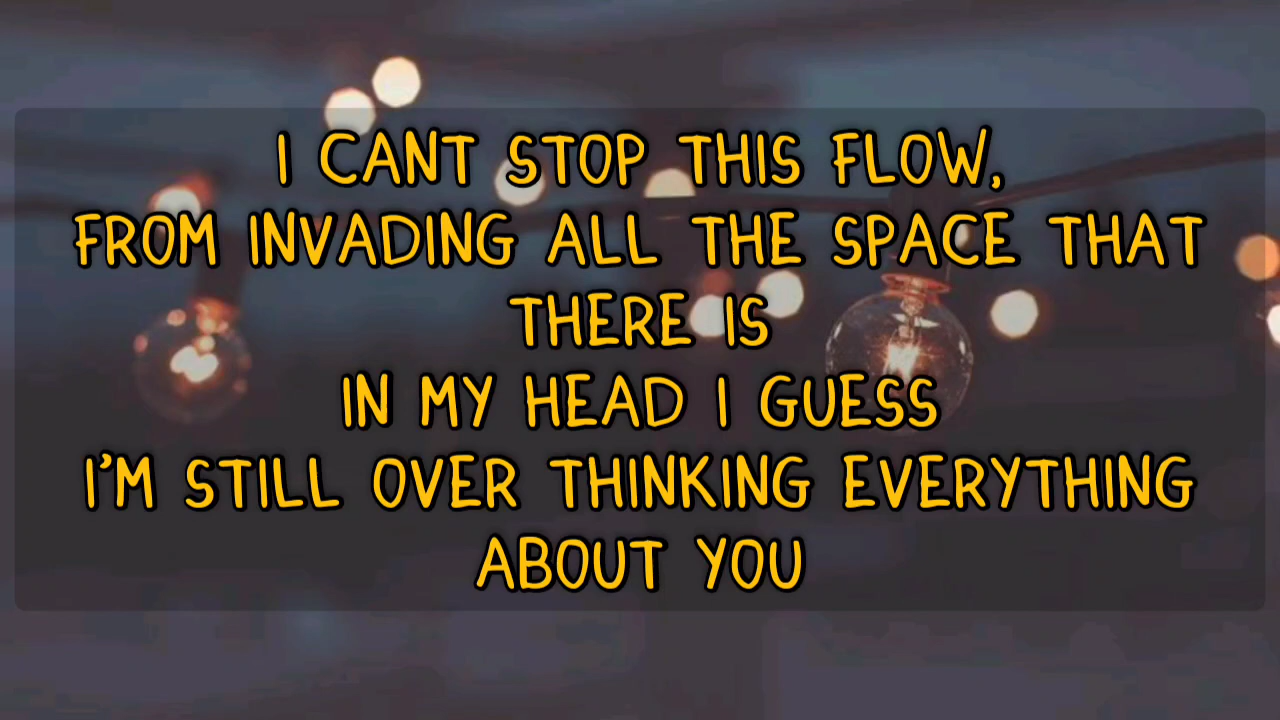 I CANT STOP THIS FLOW,
FROM INVADING ALL THE SPACE THAT
THERE IS
IN MY HEAD I GUESS
I'M STILL OVER THINKING EVERYTHING
ABOUT YOU